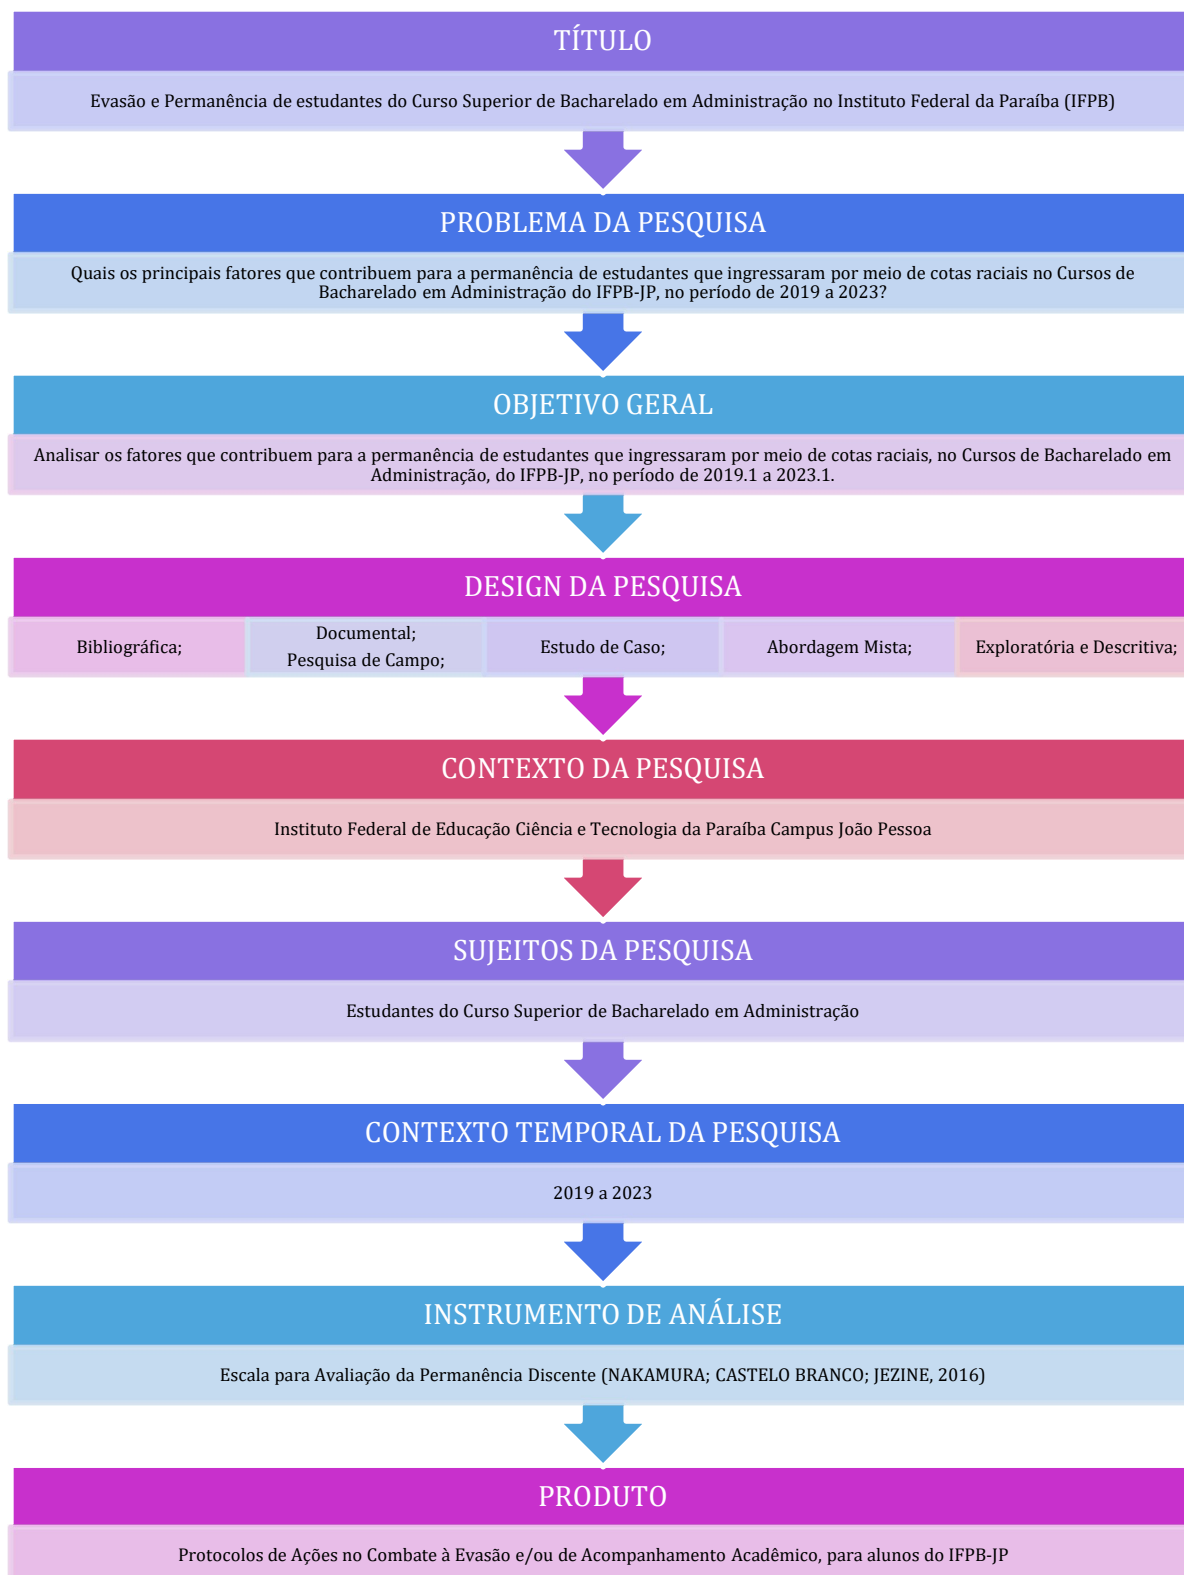 TÍTULO
Evasão e Permanência de estudantes do Curso Superior de Bacharelado em Administração no Instituto Federal da Paraíba (IFPB)
PROBLEMA DA PESQUISA
Quais os principais fatores que contribuem para a permanência de estudantes que ingressaram por meio de cotas raciais no Cursos de
Bacharelado em Administração do IFPB-JP, no período de 2019 a 2023?
OBJETIVO GERAL
Analisar os fatores que contribuem para a permanência de estudantes que ingressaram por meio de cotas raciais, no Cursos de Bacharelado em
Administração, do IFPB-JP, no período de 2019.1 a 2023.1.
DESIGN DA PESQUISA
Bibliográfica;
Documental;
Pesquisa de Campo;
Estudo de Caso;
Abordagem Mista;
Exploratória e Descritiva;
CONTEXTO DA PESQUISA
Instituto Federal de Educação Ciência e Tecnologia da Paraíba Campus João Pessoa
SUJEITOS DA PESQUISA
Estudantes do Curso Superior de Bacharelado em Administração
CONTEXTO TEMPORAL DA PESQUISA
2019 a 2023
INSTRUMENTO DE ANÁLISE
Escala para Avaliação da Permanência Discente (NAKAMURA; CASTELO BRANCO; JEZINE, 2016)
PRODUTO
Protocolos de Ações no Combate à Evasão e/ou de Acompanhamento Acadêmico, para alunos do IFPB-JP